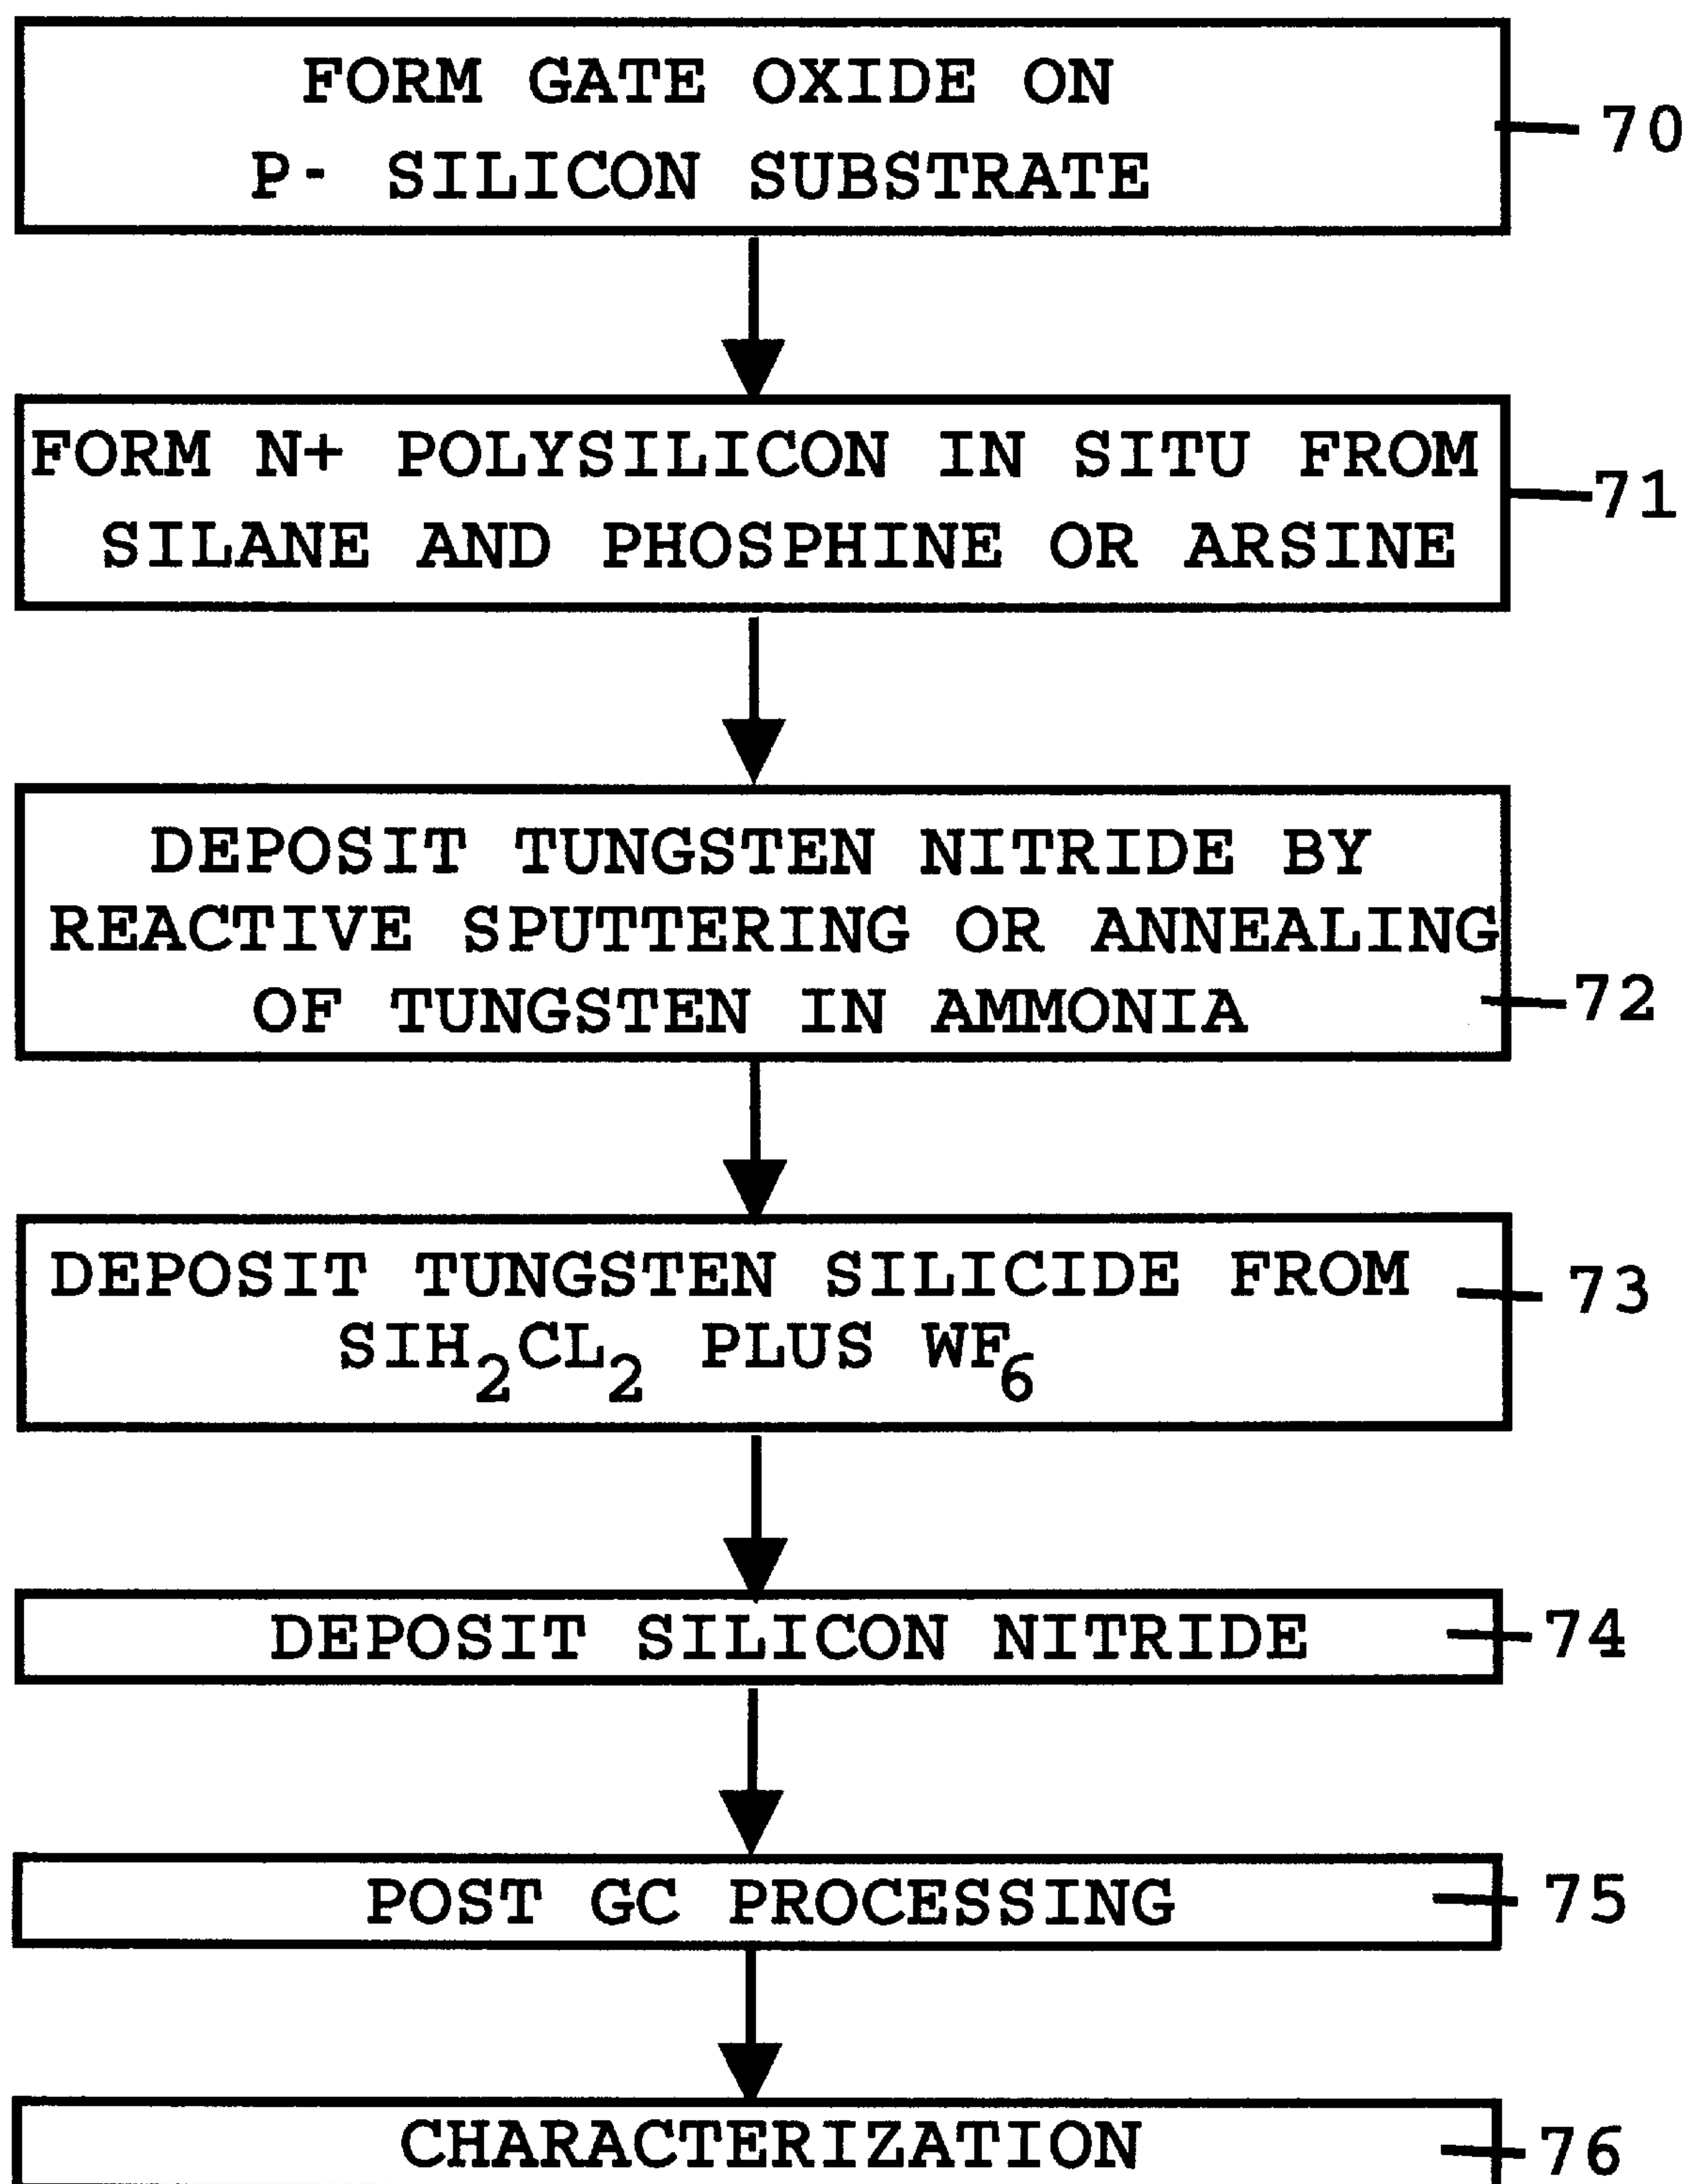 FORM GATE OXIDE ON
P- SILICON SUBSTRATE
70
FORM N+ POLYSILICON IN SITU FROM
SILANE AND PHOSPHINE OR ARSINE
71
DEPOSIT TUNGSTEN NITRIDE BY
REACTIVE SPUTTERING OR ANNEALING
OF TUNGSTEN IN AMMONIA
72
DEPOSIT TUNGSTEN SILICIDE FROM
SIH₂CL₂ PLUS WF₆
73
DEPOSIT SILICON NITRIDE
74
POST GC PROCESSING
75
CHARACTERIZATION
76